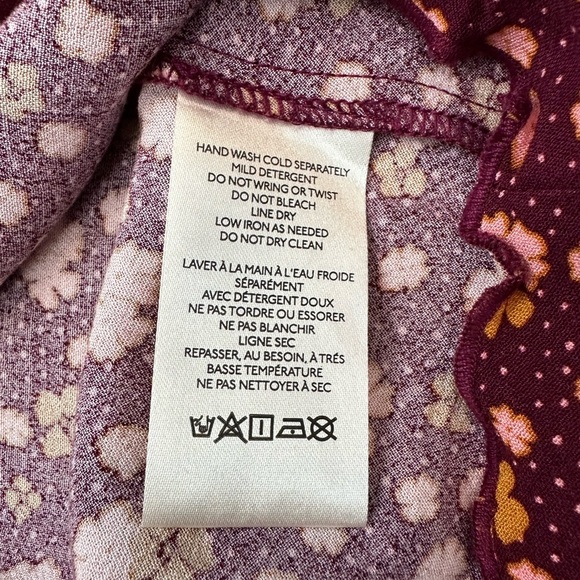 HAND WASH COLD SEPARATELY
MILD DETERGENT
DO NOT WRING OR TWIST
DO NOT BLEACH
LINE DRY
LOW IRON AS NEEDED
DO NOT DRY CLEAN
LAVER À LA MAIN À L'EAU FROIDE
SÉPARÉMENT
AVEC DÉTERGENT DOUX
NE PAS TORDRE OU ESSORER
NE PAS BLANCHIR
LIGNE SEC
REPASSER, AU BESOIN, À TRÉS
BASSE TEMPÉRATURE
NE PAS NETTOYER À SEC